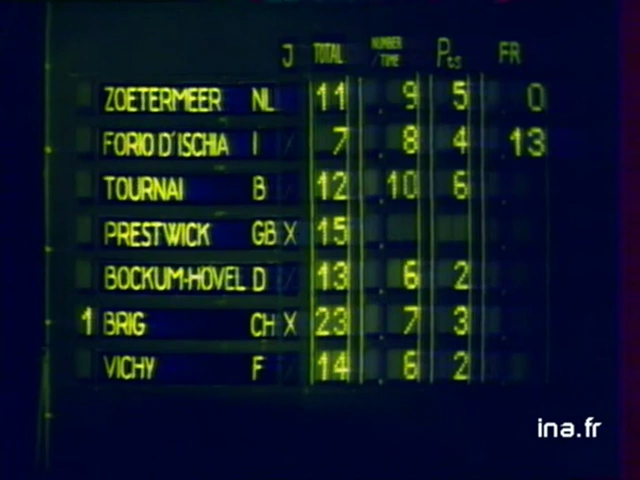 J TOTAL NUMBER /TIME Pts FR
ZOETERMEER NL 11 9 5 0
FORIO D'ISCHIA I 7 8 4 13
TOURNAI B 12 10 6
PRESTWICK GB X 15
BOCKUM-HOVEL D 13 6 2
1 BRIG CH X 23 7 3
VICHY F 14 6 2
ina.fr